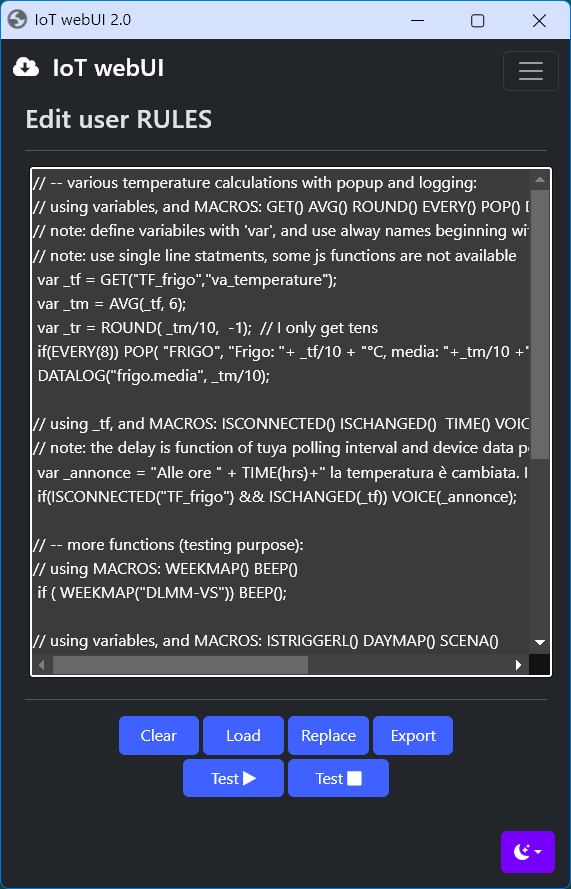 IoT webUI 2.0
IoT webUI
Edit user RULES
// -- various temperature calculations with popup and logging:
// using variables, and MACROS: GET() AVG() ROUND() EVERY() POP()
// note: define variabiles with 'var', and use alway names beginning
// note: use single line statments, some js functions are not available
var _tf = GET("TF_frigo","va_temperature");
var _tm = AVG(_tf, 6);
var _tr = ROUND( _tm/10,  -1);  // I only get tens
if(EVERY(8)) POP( "FRIGO", "Frigo: "+ _tf/10 + "°C, media: "+_tm/10 +"
DATALOG("frigo.media", _tm/10);
// using _tf, and MACROS: ISCONNECTED() ISCHANGED()  TIME()
// note: the delay is function of tuya polling interval and device data
var _annonce = "Alle ore " + TIME(hrs)+" la temperatura è cambiata.
if(ISCONNECTED("TF_frigo") && ISCHANGED(_tf)) VOICE(_annonce);
// -- more functions (testing purpose):
// using MACROS: WEEKMAP() BEEP()
if ( WEEKMAP("DLMM-VS")) BEEP();
// using variables, and MACROS: ISTRIGGERL() DAYMAP() SCENA()
Clear Load Replace Export
Test Test